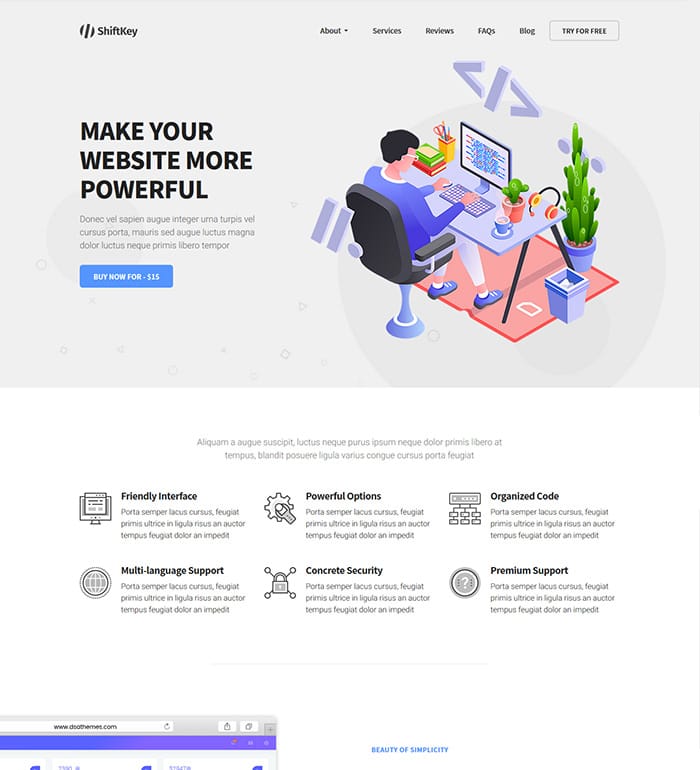 ShiftKey
About Services Reviews FAQs Blog TRY FOR FREE
MAKE YOUR
WEBSITE MORE
POWERFUL
Donec vel sapien augue integer urna turpis vel
cursus porta, mauris sed augue luctus magna
dolor luctus neque primis libero tempor
BUY NOW FOR - $15
Aliquam a augue suscipit, luctus neque purus ipsum neque dolor primis libero at
tempus, blandit posuere ligula varius congue cursus porta feugiat
Friendly Interface
Porta semper lacus cursus, feugiat
primis ultrice in ligula risus an auctor
tempus feugiat dolor an impedit
Powerful Options
Porta semper lacus cursus, feugiat
primis ultrice in ligula risus an auctor
tempus feugiat dolor an impedit
Organized Code
Porta semper lacus cursus, feugiat
primis ultrice in ligula risus an auctor
tempus feugiat dolor an impedit
Multi-language Support
Porta semper lacus cursus, feugiat
primis ultrice in ligula risus an auctor
tempus feugiat dolor an impedit
Concrete Security
Porta semper lacus cursus, feugiat
primis ultrice in ligula risus an auctor
tempus feugiat dolor an impedit
Premium Support
Porta semper lacus cursus, feugiat
primis ultrice in ligula risus an auctor
tempus feugiat dolor an impedit
www.dsathemes.com
BEAUTY OF SIMPLICITY